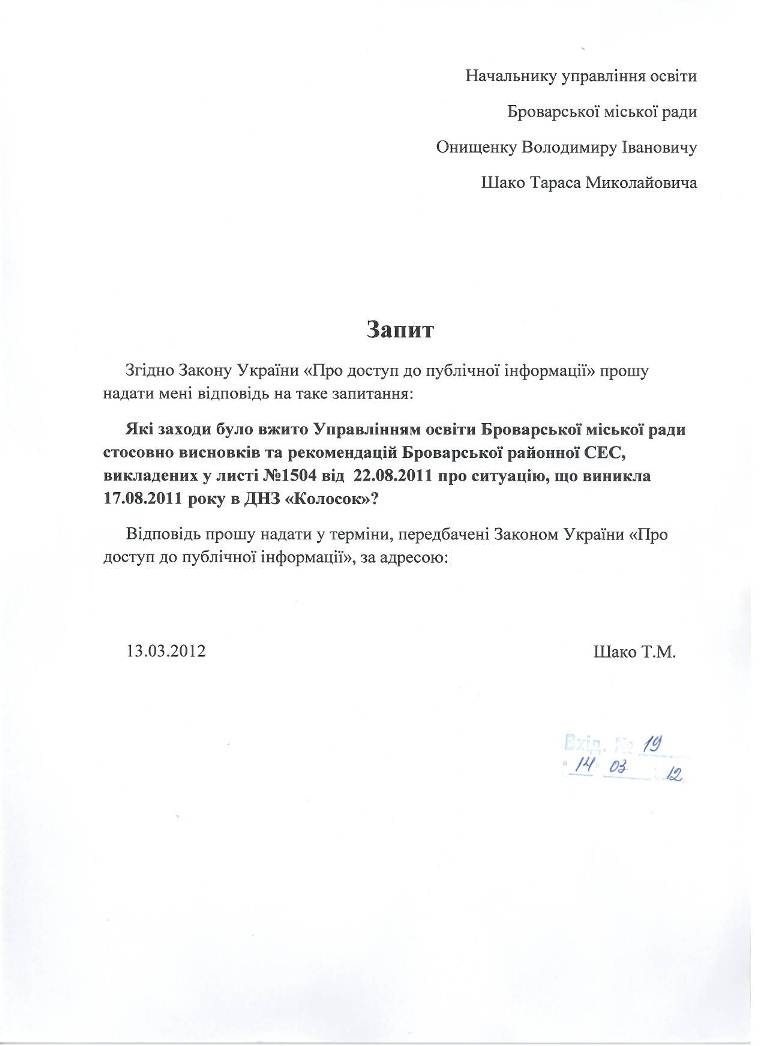 Начальнику управління освіти
Броварської міської ради
Онищенку Володимиру Івановичу
Шако Тараса Миколайовича
Запит
Згідно Закону України «Про доступ до публічної інформації» прошу
надати мені відповідь на таке запитання:
Які заходи було вжито Управлінням освіти Броварської міської ради
стосовно висновків та рекомендацій Броварської районної СЕС,
викладених у листі №1504 від 22.08.2011 про ситуацію, що виникла
17.08.2011 року в ДНЗ «Колосок»?
Відповідь прошу надати у терміни, передбачені Законом України «Про
доступ до публічної інформації», за адресою:
13.03.2012 Шако Т.М.
Вхід. № 19
14 03 12